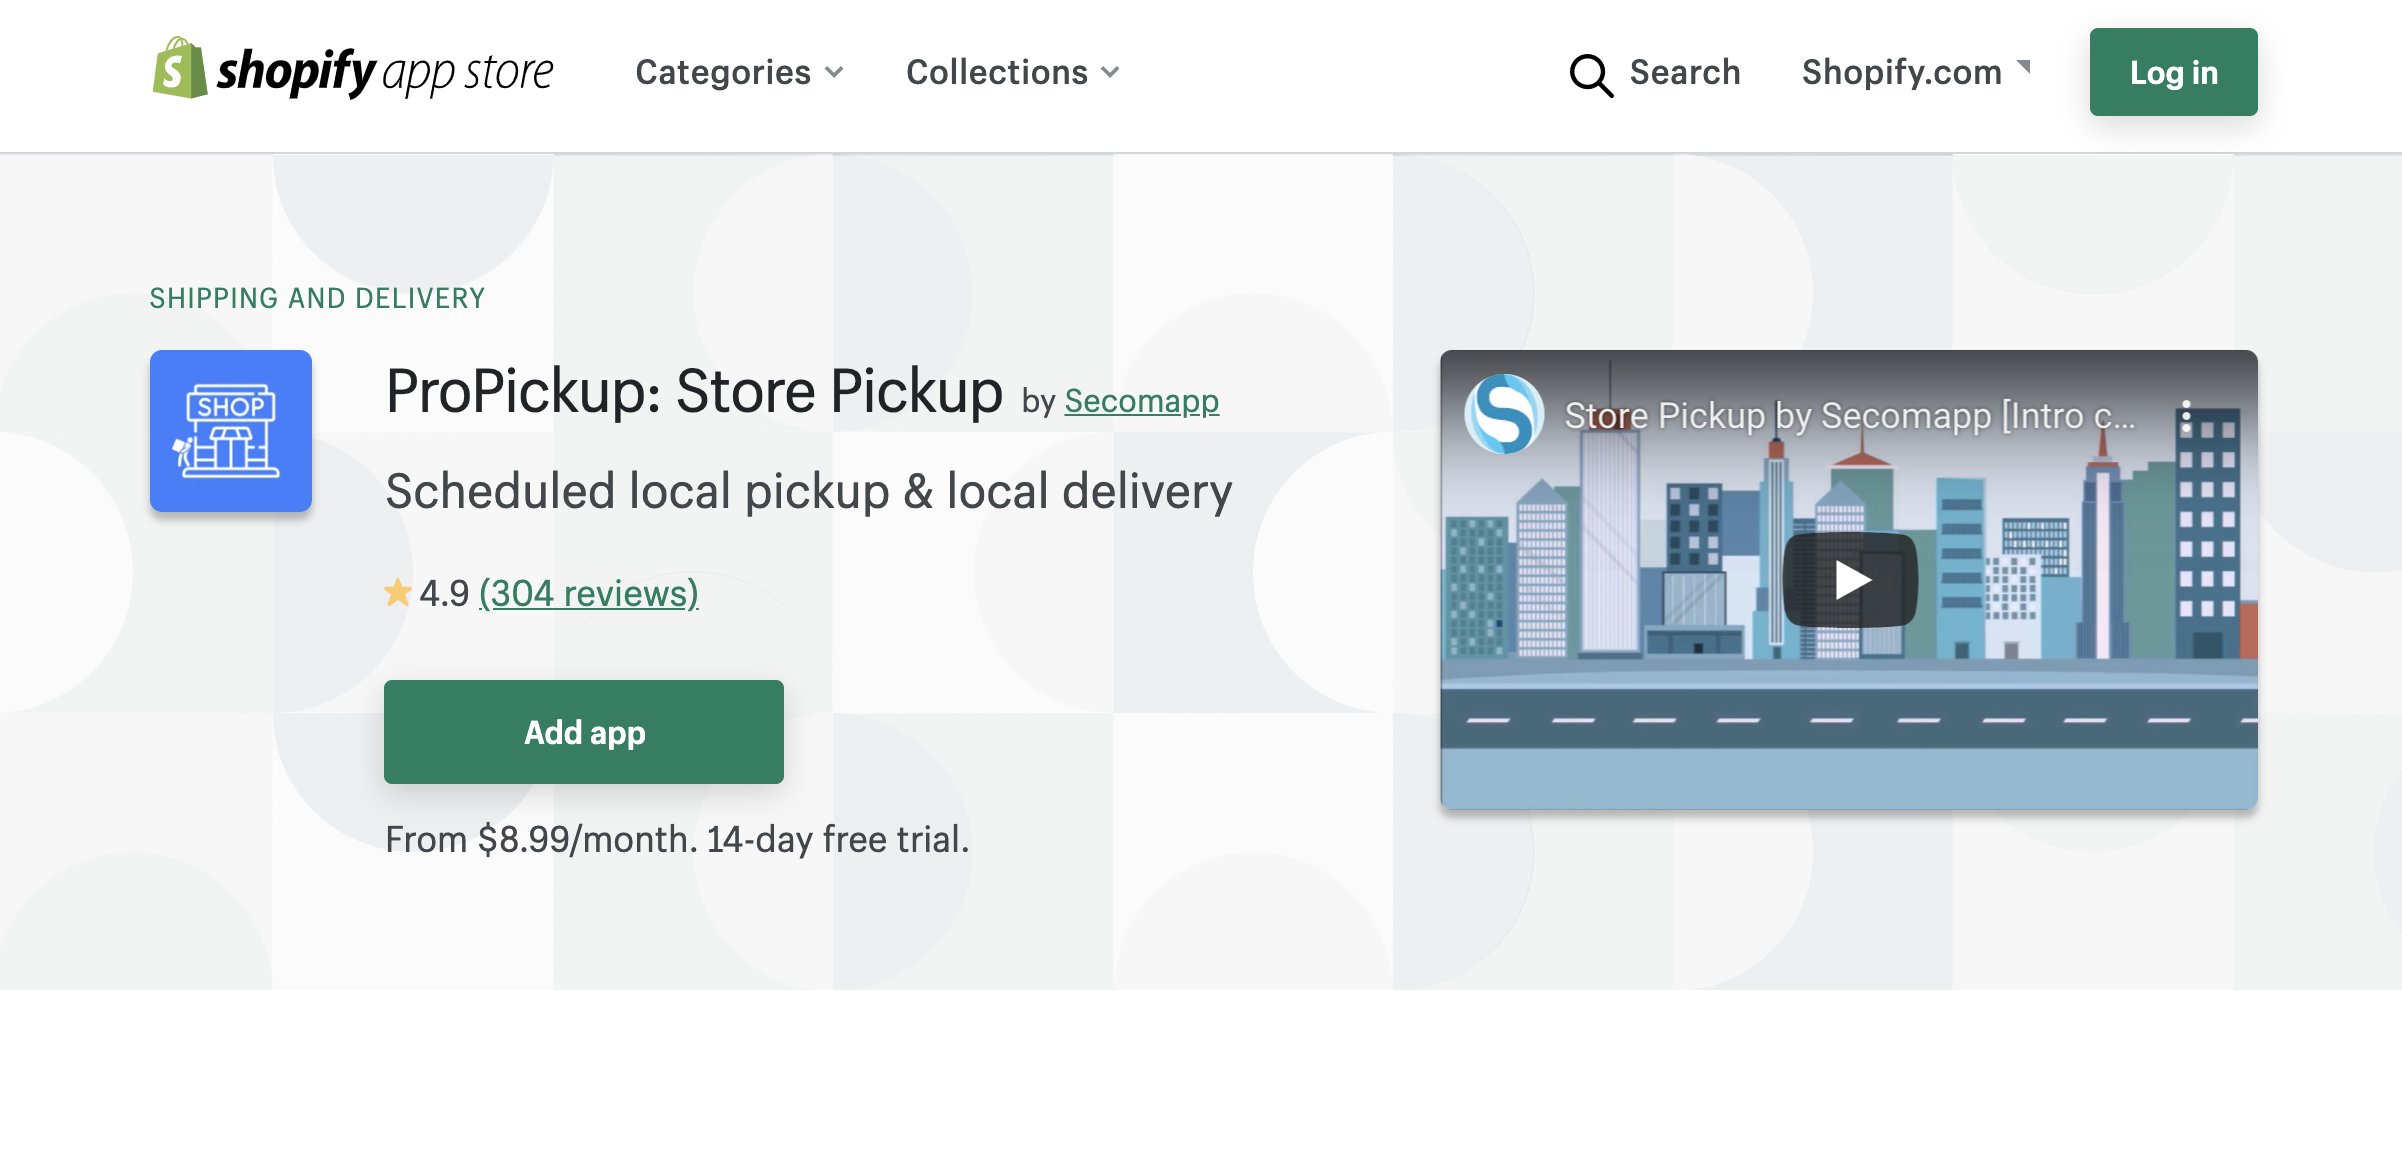 shopify app store
Categories
Collections
Search
Shopify.com
Log in
SHIPPING AND DELIVERY
SHOP
ProPickup: Store Pickup by Secomapp
Scheduled local pickup & local delivery
4.9 (304 reviews)
Add app
From $8.99/month. 14-day free trial.
Store Pickup by Secomapp [Intro c...